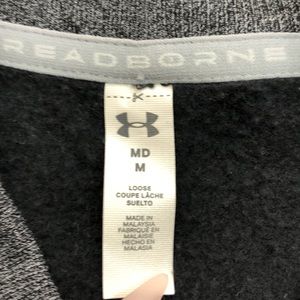 READBORNE
MD
M
LOOSE
COUPE LÂCHE
SUELTO
MADE IN
MALAYSIA
FABRIQUÉ EN
MALAISIE
HECHO EN
MALASIA